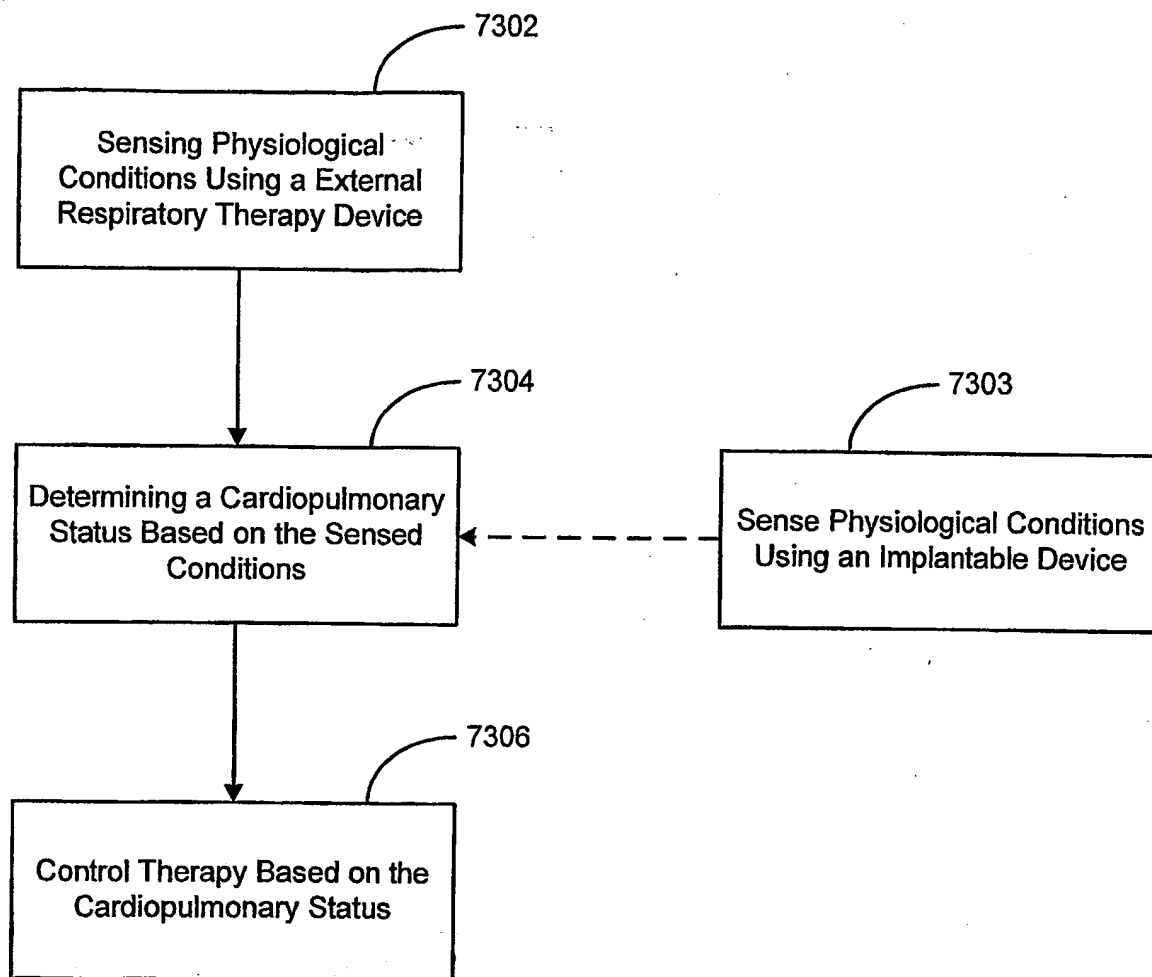 7302
Sensing Physiological
Conditions Using a External
Respiratory Therapy Device
7304
Determining a Cardiopulmonary
Status Based on the Sensed
Conditions
7303
Sense Physiological Conditions
Using an Implantable Device
7306
Control Therapy Based on the
Cardiopulmonary Status